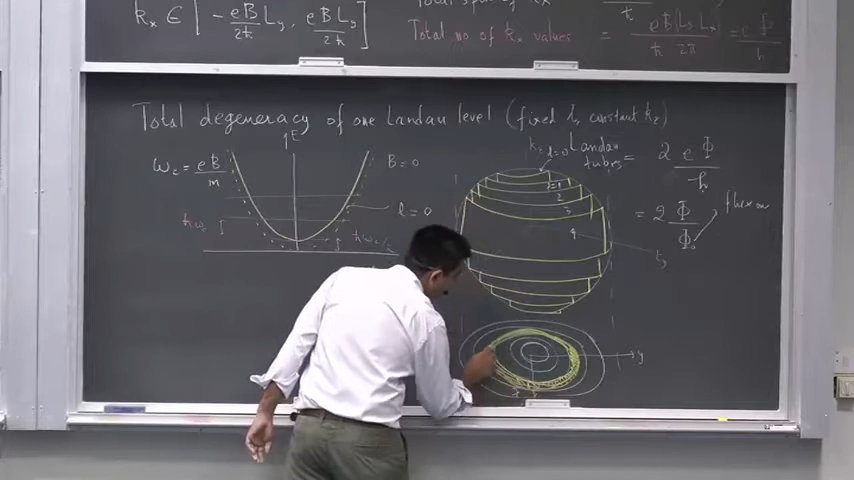 kx ∈ [ - eBLy/2ħ , eBLy/2ħ ]
Total no of kx values = eB(LyLx)/ħ 2π = eΦ/h
Total degeneracy of one Landau level (fixed l, constant kz)
= 2 eΦ/h
= 2 Φ/Φ0
fluxon
ωc = eB/m
E
B=0
l=0
ħωc
ħωc/2
l=0
Landau
tubes
l=1
2
3
4
y